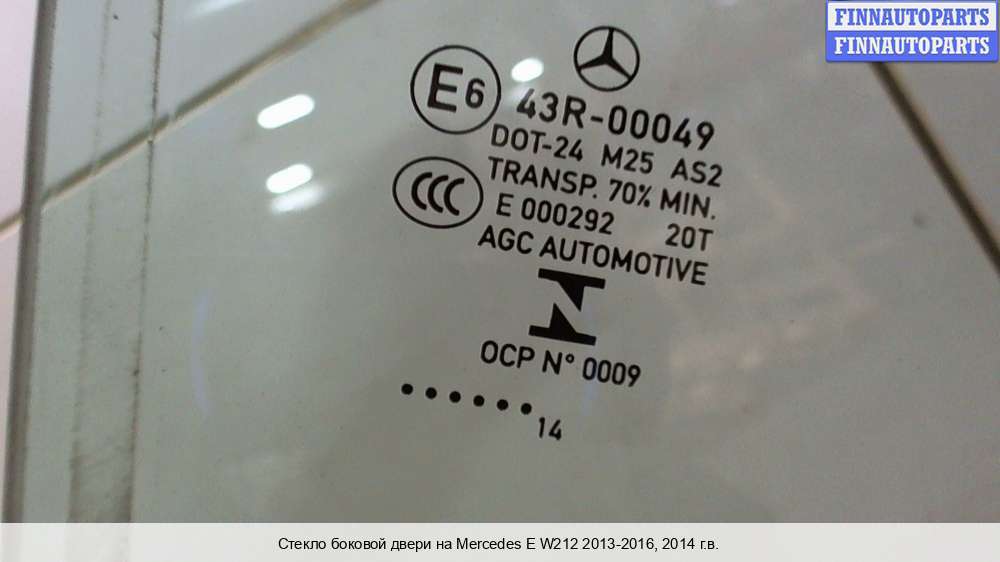 FINNAUTOPARTS
FINNAUTOPARTS
E6
43R-00049
DOT-24 M25 AS2
CCC
TRANSP. 70% MIN.
E 000292 20T
AGC AUTOMOTIVE
N
OCP N° 0009
...... 14
Стекло боковой двери на Mercedes E W212 2013-2016, 2014 г.в.